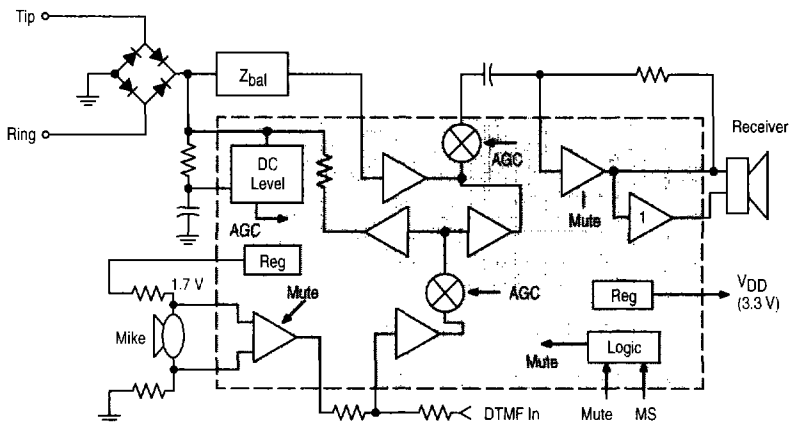 Tip
Zbal
Ring
Receiver
AGC
DC
Level
Mute
1
AGC
Reg
1.7 V
Mute
AGC
Reg
VDD
(3.3 V)
Mike
Mute
Logic
DTMF In
Mute
MS